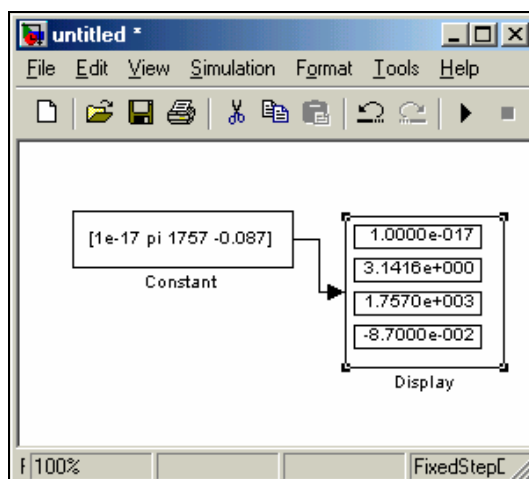 untitled *
File Edit View Simulation Format Tools Help
[1e-17 pi 1757 -0.087]
Constant
1.0000e-017
3.1416e+000
1.7570e+003
-8.7000e-002
Display
F 100% FixedStepD